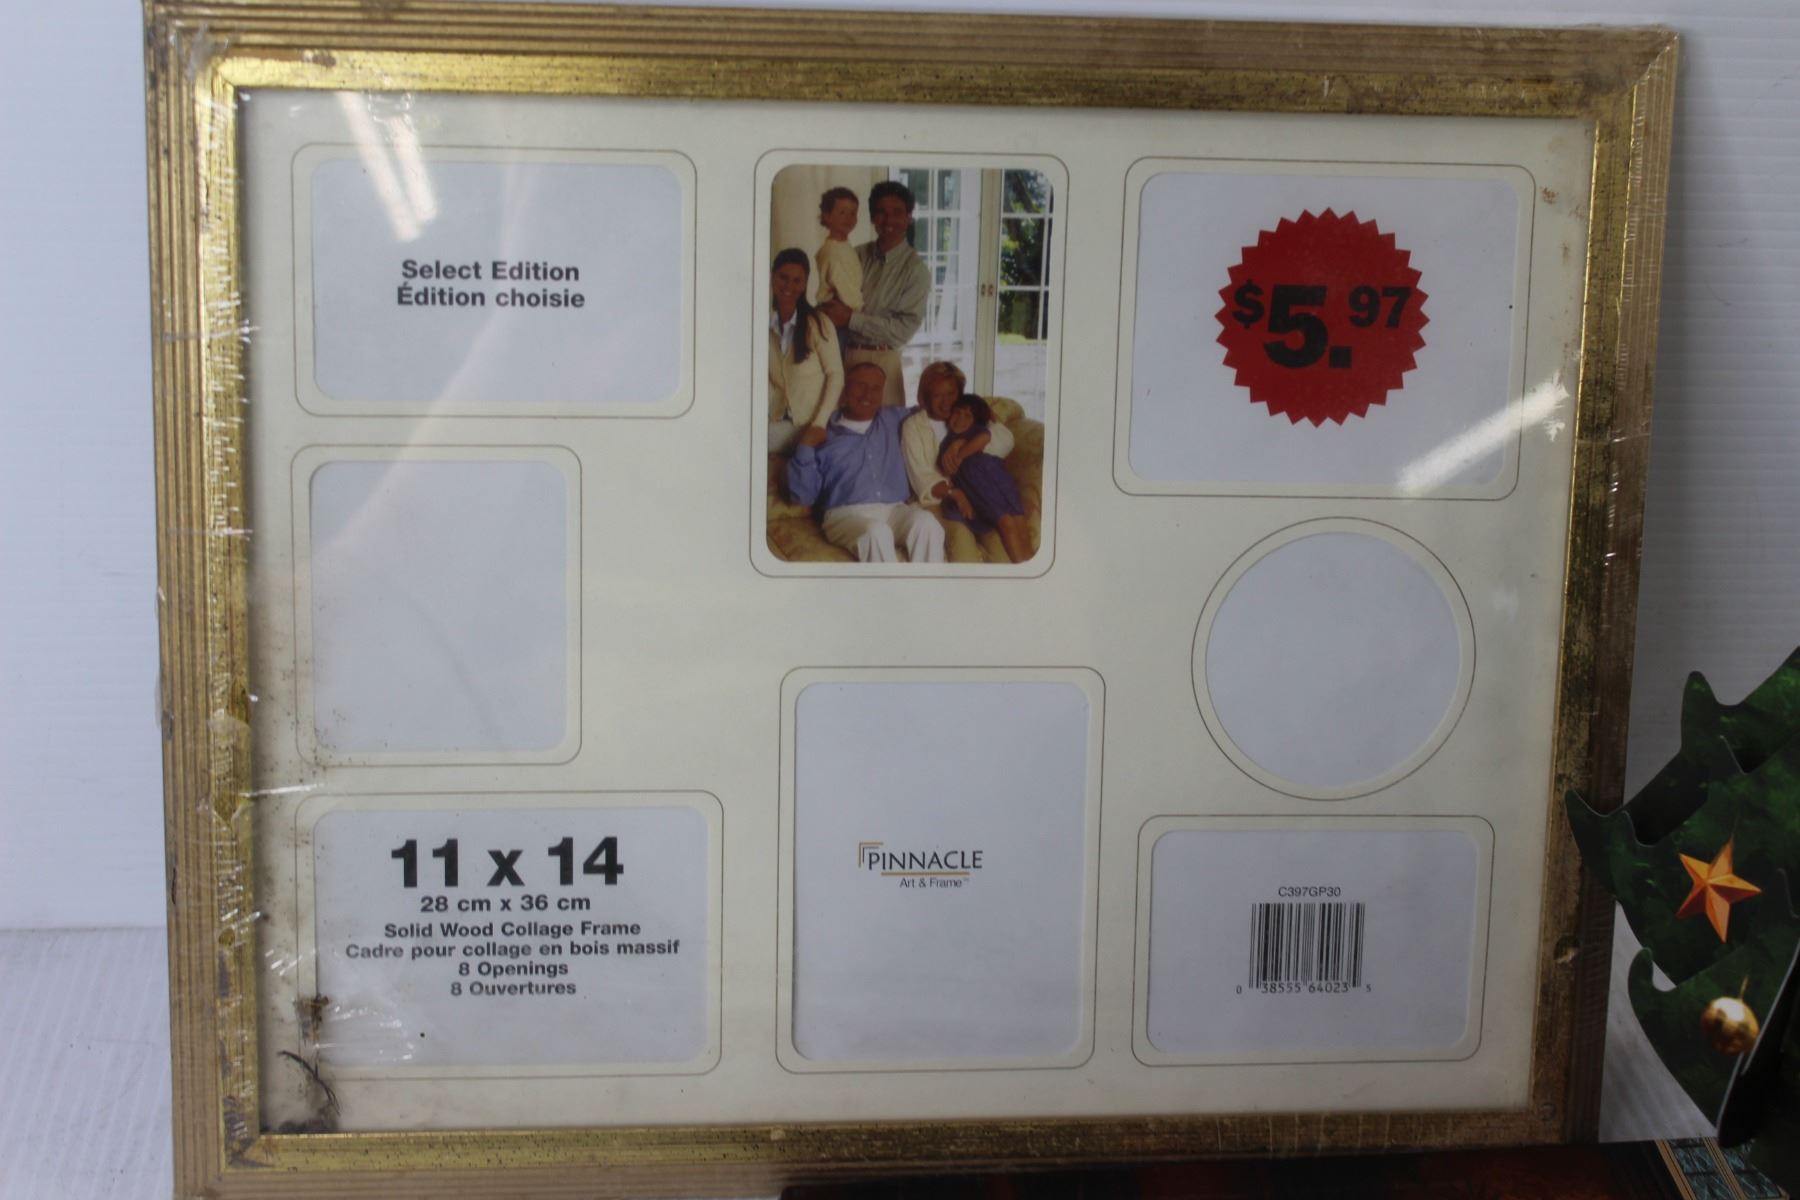 Select Edition
Édition choisie
$5.97
11 x 14
28 cm x 36 cm
Solid Wood Collage Frame
Cadre pour collage en bois massif
8 Openings
8 Ouvertures
PINNACLE
Art & Frame™
C397GP30
0 38555 64023 5